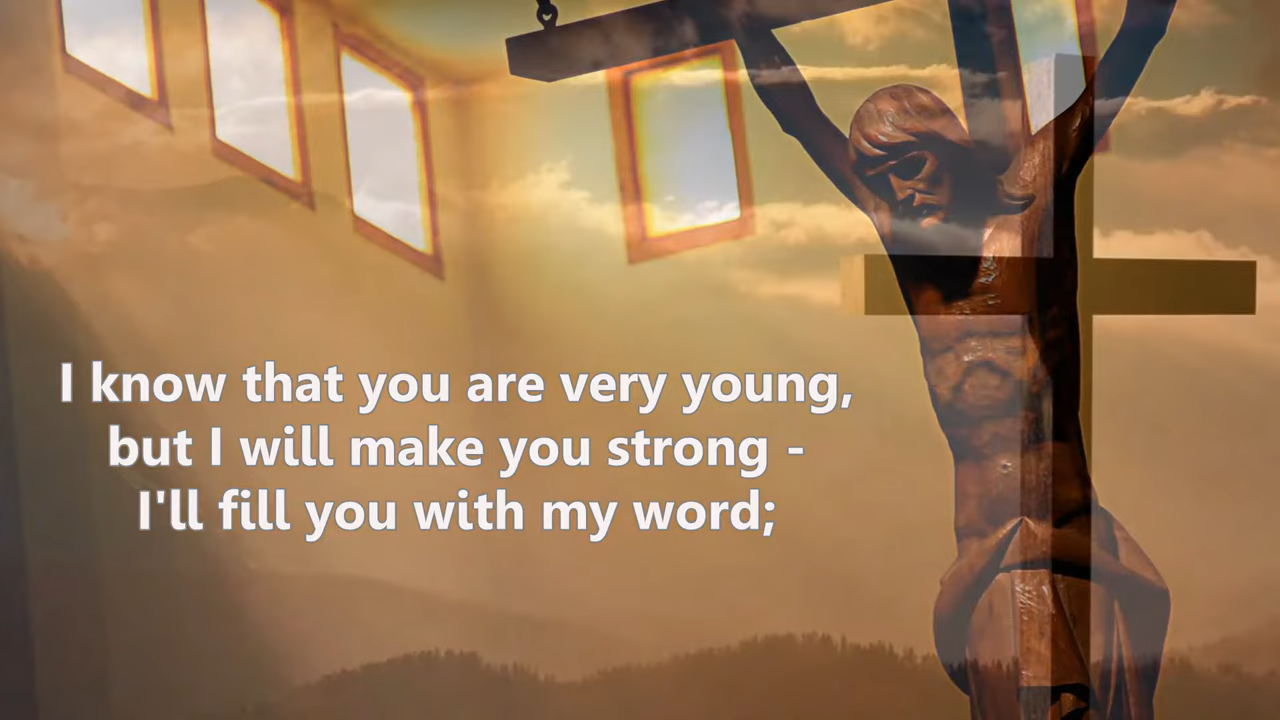 I know that you are very young,
but I will make you strong -
I'll fill you with my word;